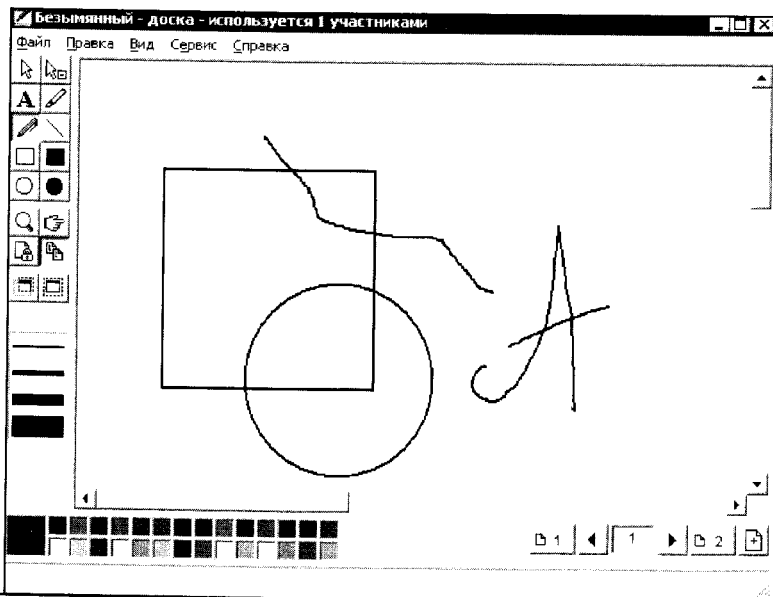 Безымянный - доска - используется 1 участниками
Файл Правка Вид Сервис Справка
A
A
1 1 2